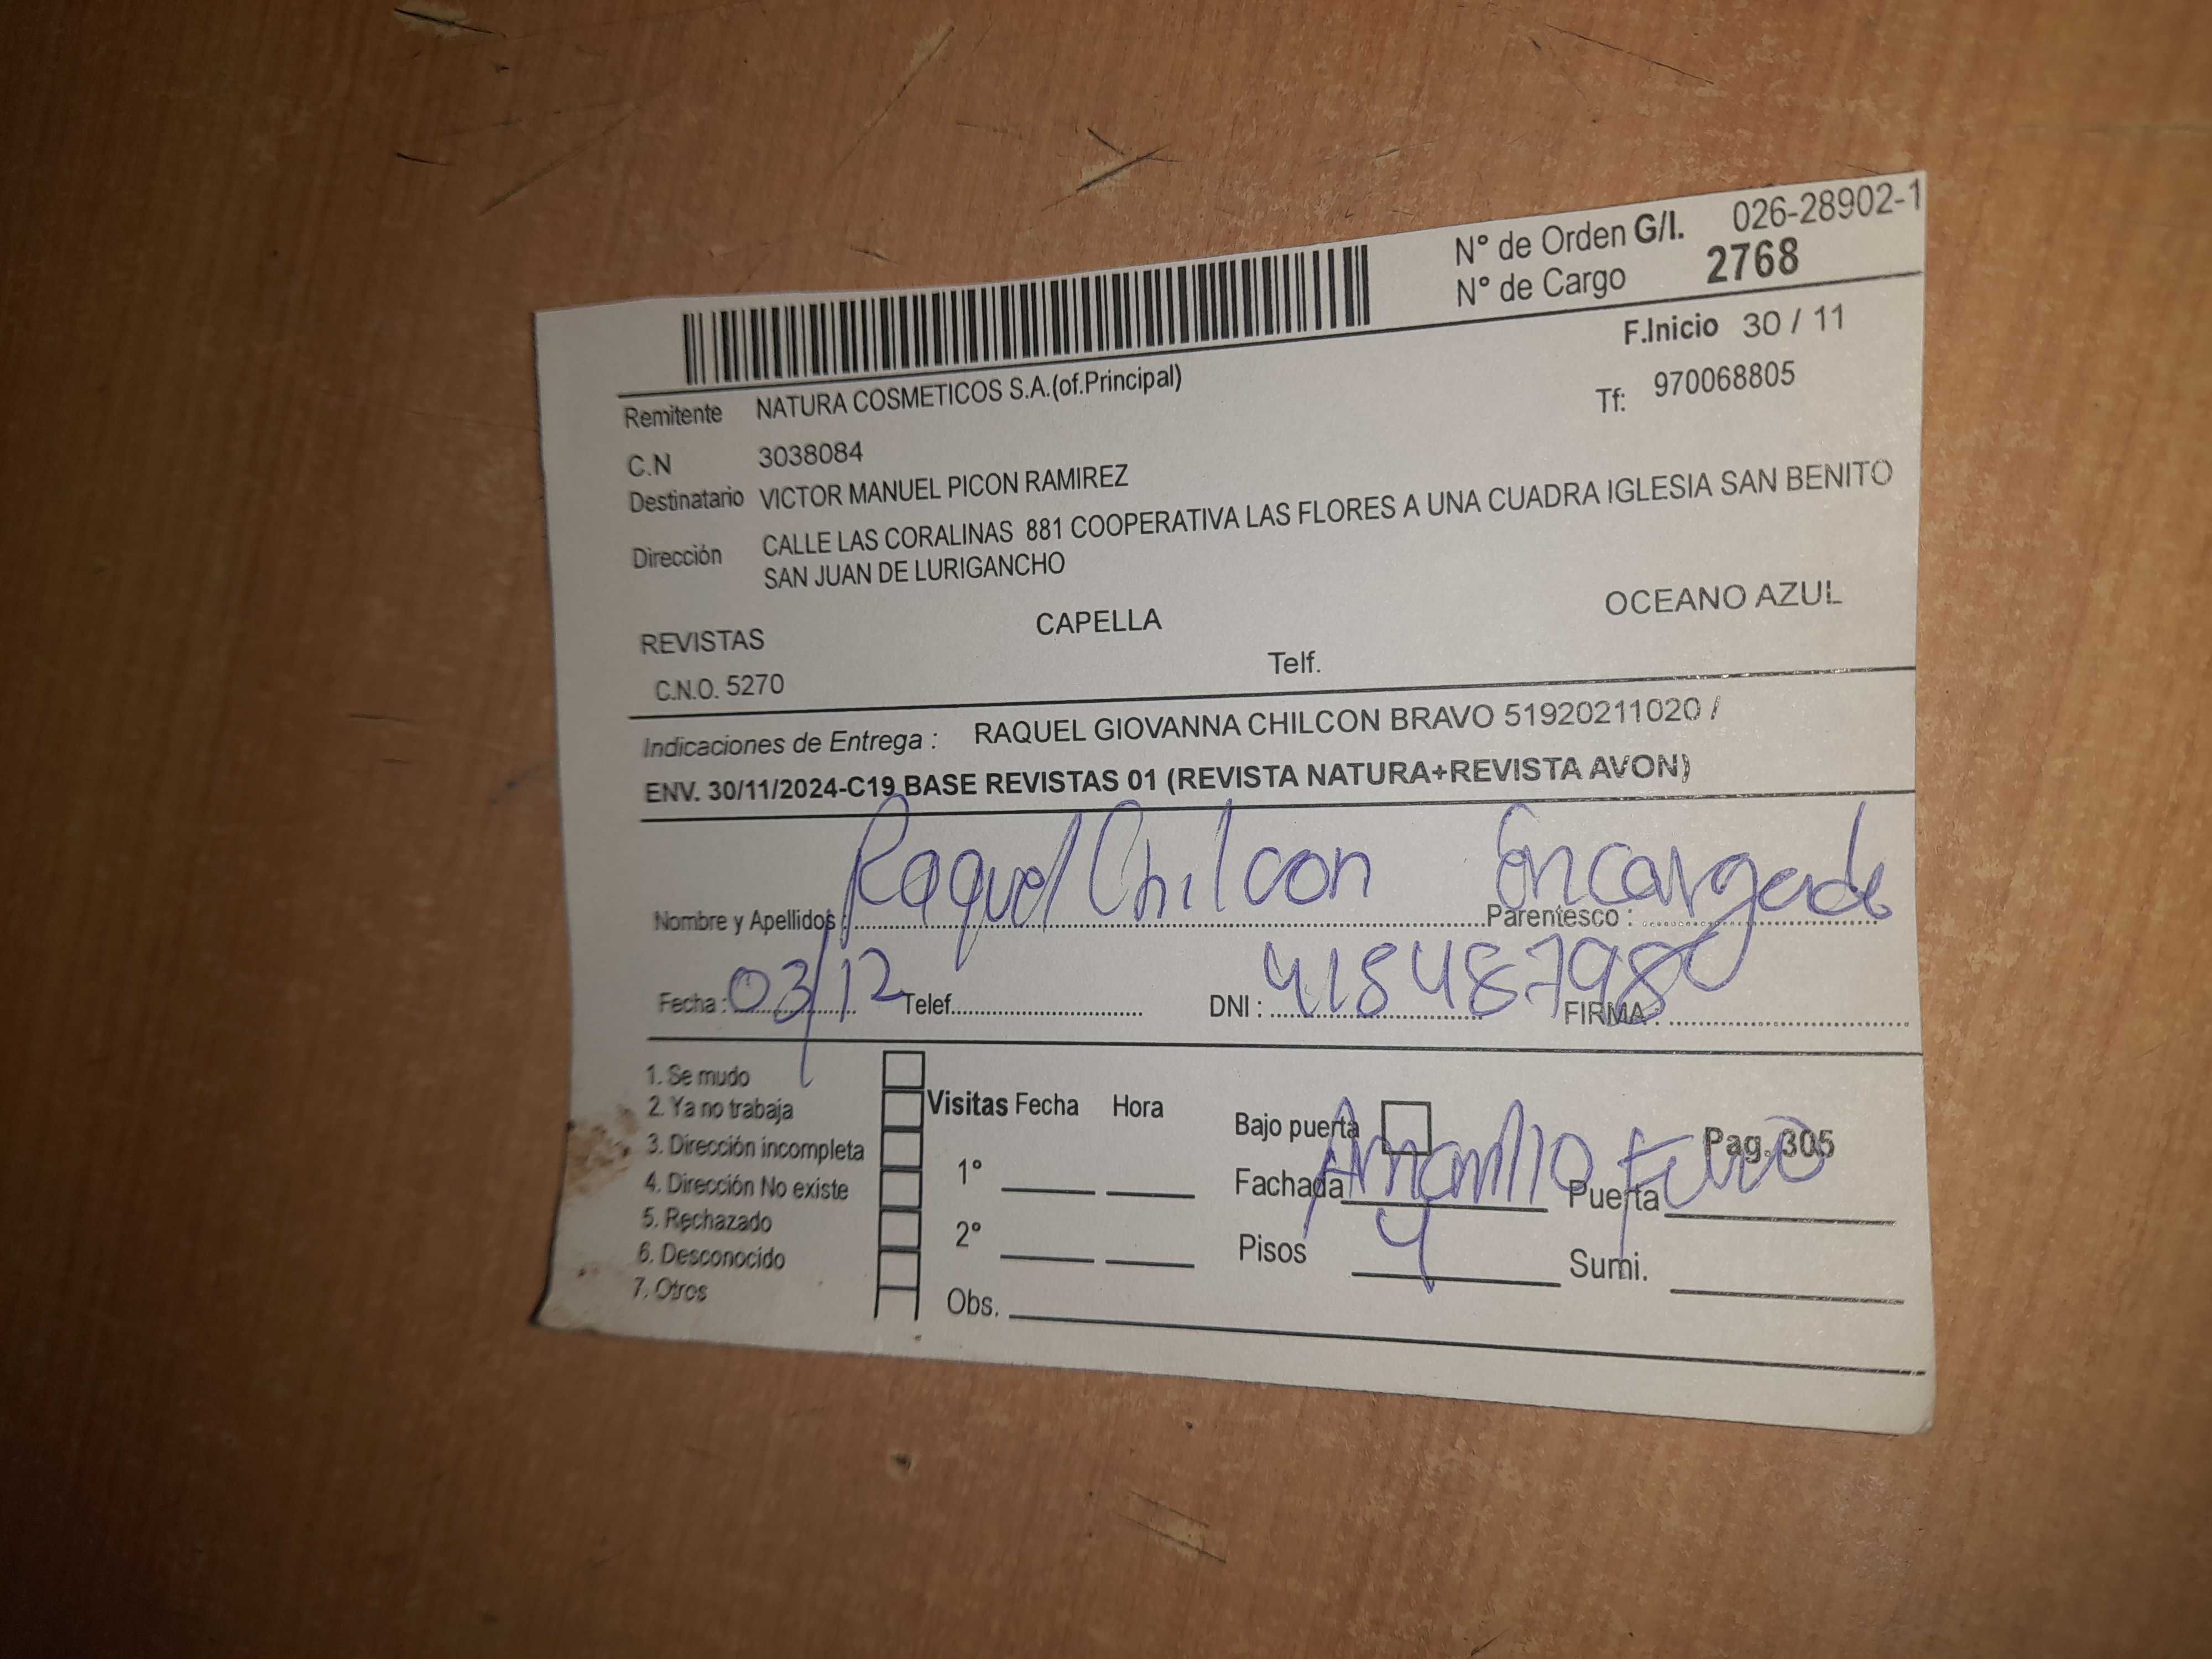 N° de Orden G/I. 026-28902-1
N° de Cargo 2768
F.Inicio 30 / 11
Remitente NATURA COSMETICOS S.A.(of.Principal)
Tf: 970068805
C.N 3038084
Destinatario VICTOR MANUEL PICON RAMIREZ
Dirección CALLE LAS CORALINAS 881 COOPERATIVA LAS FLORES A UNA CUADRA IGLESIA SAN BENITO
SAN JUAN DE LURIGANCHO
REVISTAS CAPELLA OCEANO AZUL
C.N.O. 5270 Telf.
Indicaciones de Entrega : RAQUEL GIOVANNA CHILCON BRAVO 51920211020 /
ENV. 30/11/2024-C19 BASE REVISTAS 01 (REVISTA NATURA+REVISTA AVON)
Nombre y Apellidos : Raquel Chilcon Parentesco :
Fecha : 03/12 Telef. DNI : FIRMA :
1. Se mudo
2. Ya no trabaja
3. Dirección incompleta
4. Dirección No existe
5. Rechazado
6. Desconocido
7. Otros
Visitas Fecha Hora
1°
2°
Obs.
Bajo puerta Pag. 305
Fachada Amarillo Puerta
Pisos 4 Sumi.